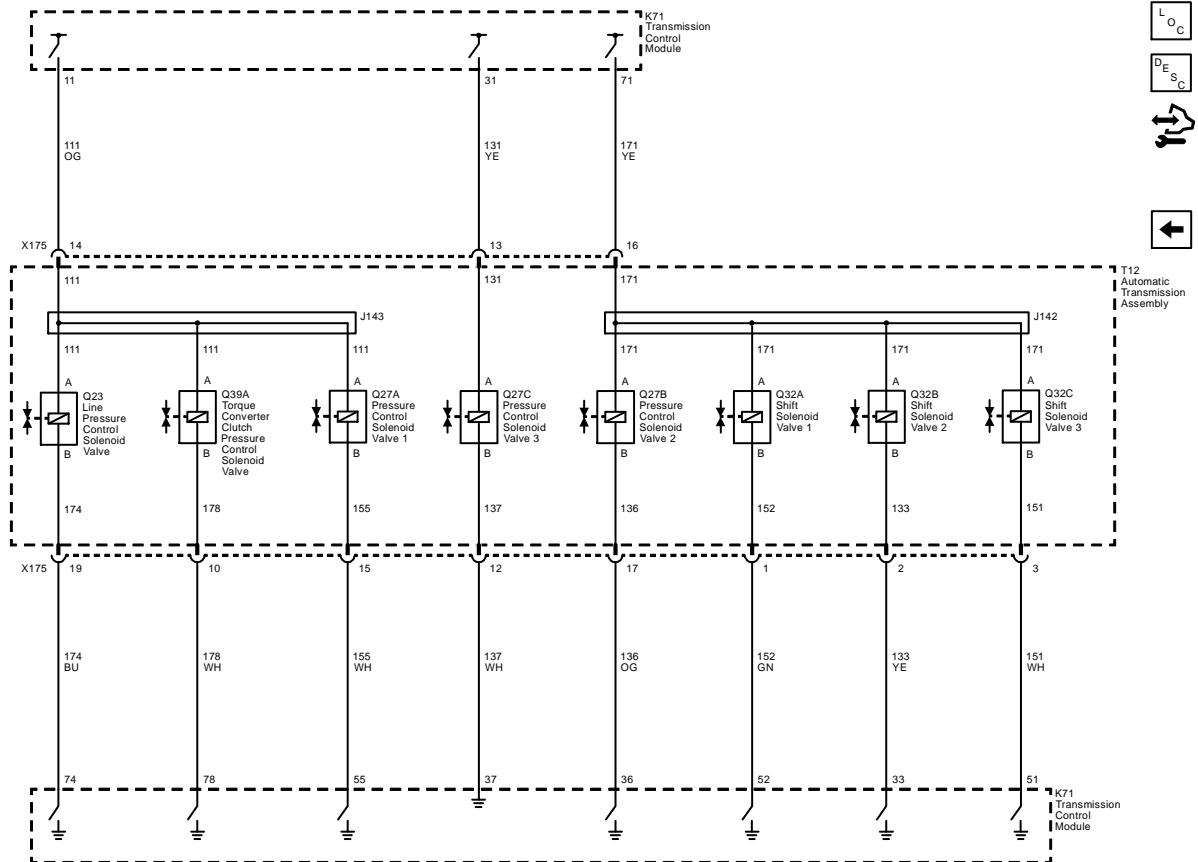 K71
Transmission
Control
Module
L
O
C
D
E
S
C
11
31
71
111
OG
131
YE
171
YE
X175
14
13
16
T12
Automatic
Transmission
Assembly
111
131
171
J143
J142
111
111
111
171
171
171
171
A
Q23
Line
Pressure
Control
Solenoid
Valve
B
A
Q39A
Torque
Converter
Clutch
Pressure
Control
Solenoid
Valve
B
A
Q27A
Pressure
Control
Solenoid
Valve 1
B
A
Q27C
Pressure
Control
Solenoid
Valve 3
B
A
Q27B
Pressure
Control
Solenoid
Valve 2
B
A
Q32A
Shift
Solenoid
Valve 1
B
A
Q32B
Shift
Solenoid
Valve 2
B
A
Q32C
Shift
Solenoid
Valve 3
B
174
178
155
137
136
152
133
151
X175
19
10
15
12
17
1
2
3
174
BU
178
WH
155
WH
137
WH
136
OG
152
GN
133
YE
151
WH
74
78
55
37
36
52
33
51
K71
Transmission
Control
Module